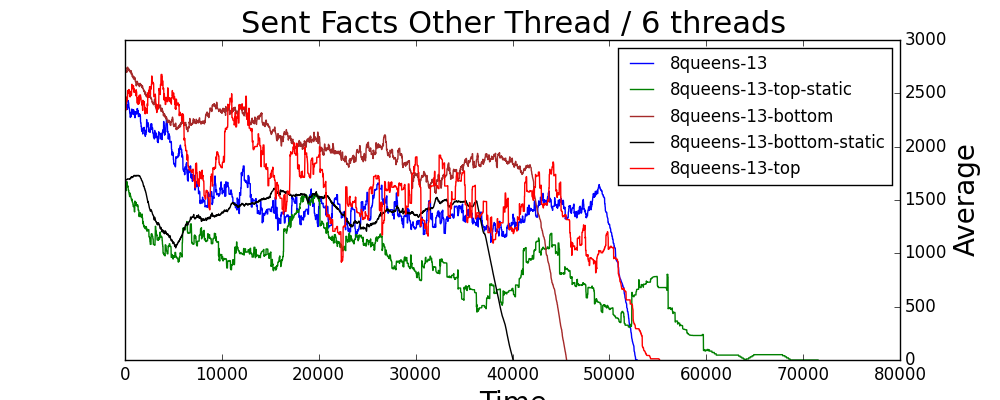 Sent Facts Other Thread / 6 threads
8queens-13
8queens-13-top-static
8queens-13-bottom
8queens-13-bottom-static
8queens-13-top
3000
2500
2000
1500
1000
500
0
Average
0 10000 20000 30000 40000 50000 60000 70000 80000
Time